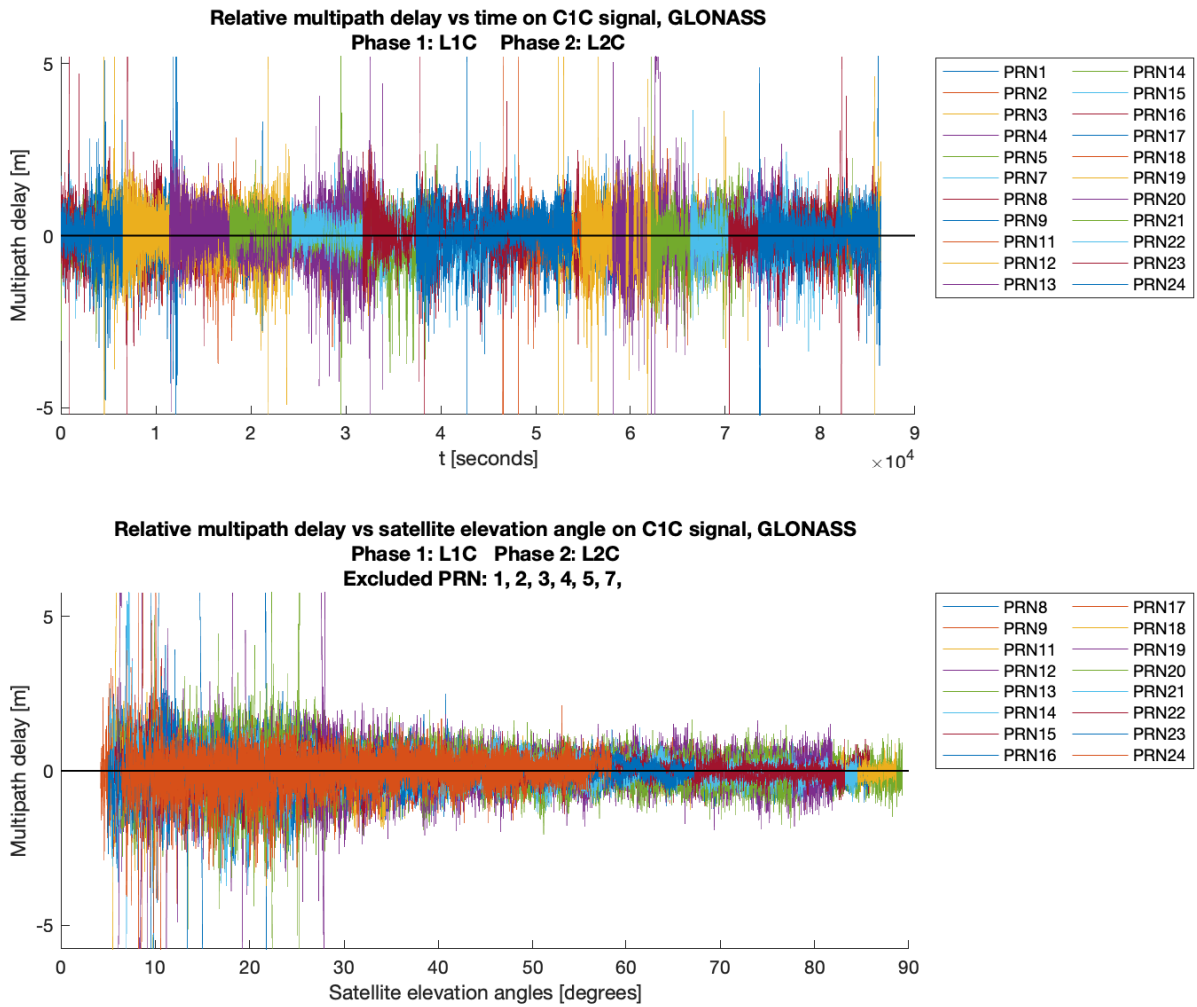 Relative multipath delay vs time on C1C signal, GLONASS
Phase 1: L1C Phase 2: L2C
5
0
-5
Multipath delay [m]
0 1 2 3 4 5 6 7 8 9
×10^4
t [seconds]
PRN1 PRN14
PRN2 PRN15
PRN3 PRN16
PRN4 PRN17
PRN5 PRN18
PRN7 PRN19
PRN8 PRN20
PRN9 PRN21
PRN11 PRN22
PRN12 PRN23
PRN13 PRN24
Relative multipath delay vs satellite elevation angle on C1C signal, GLONASS
Phase 1: L1C Phase 2: L2C
Excluded PRN: 1, 2, 3, 4, 5, 7,
5
0
-5
Multipath delay [m]
0 10 20 30 40 50 60 70 80 90
Satellite elevation angles [degrees]
PRN8 PRN17
PRN9 PRN18
PRN11 PRN19
PRN12 PRN20
PRN13 PRN21
PRN14 PRN22
PRN15 PRN23
PRN16 PRN24